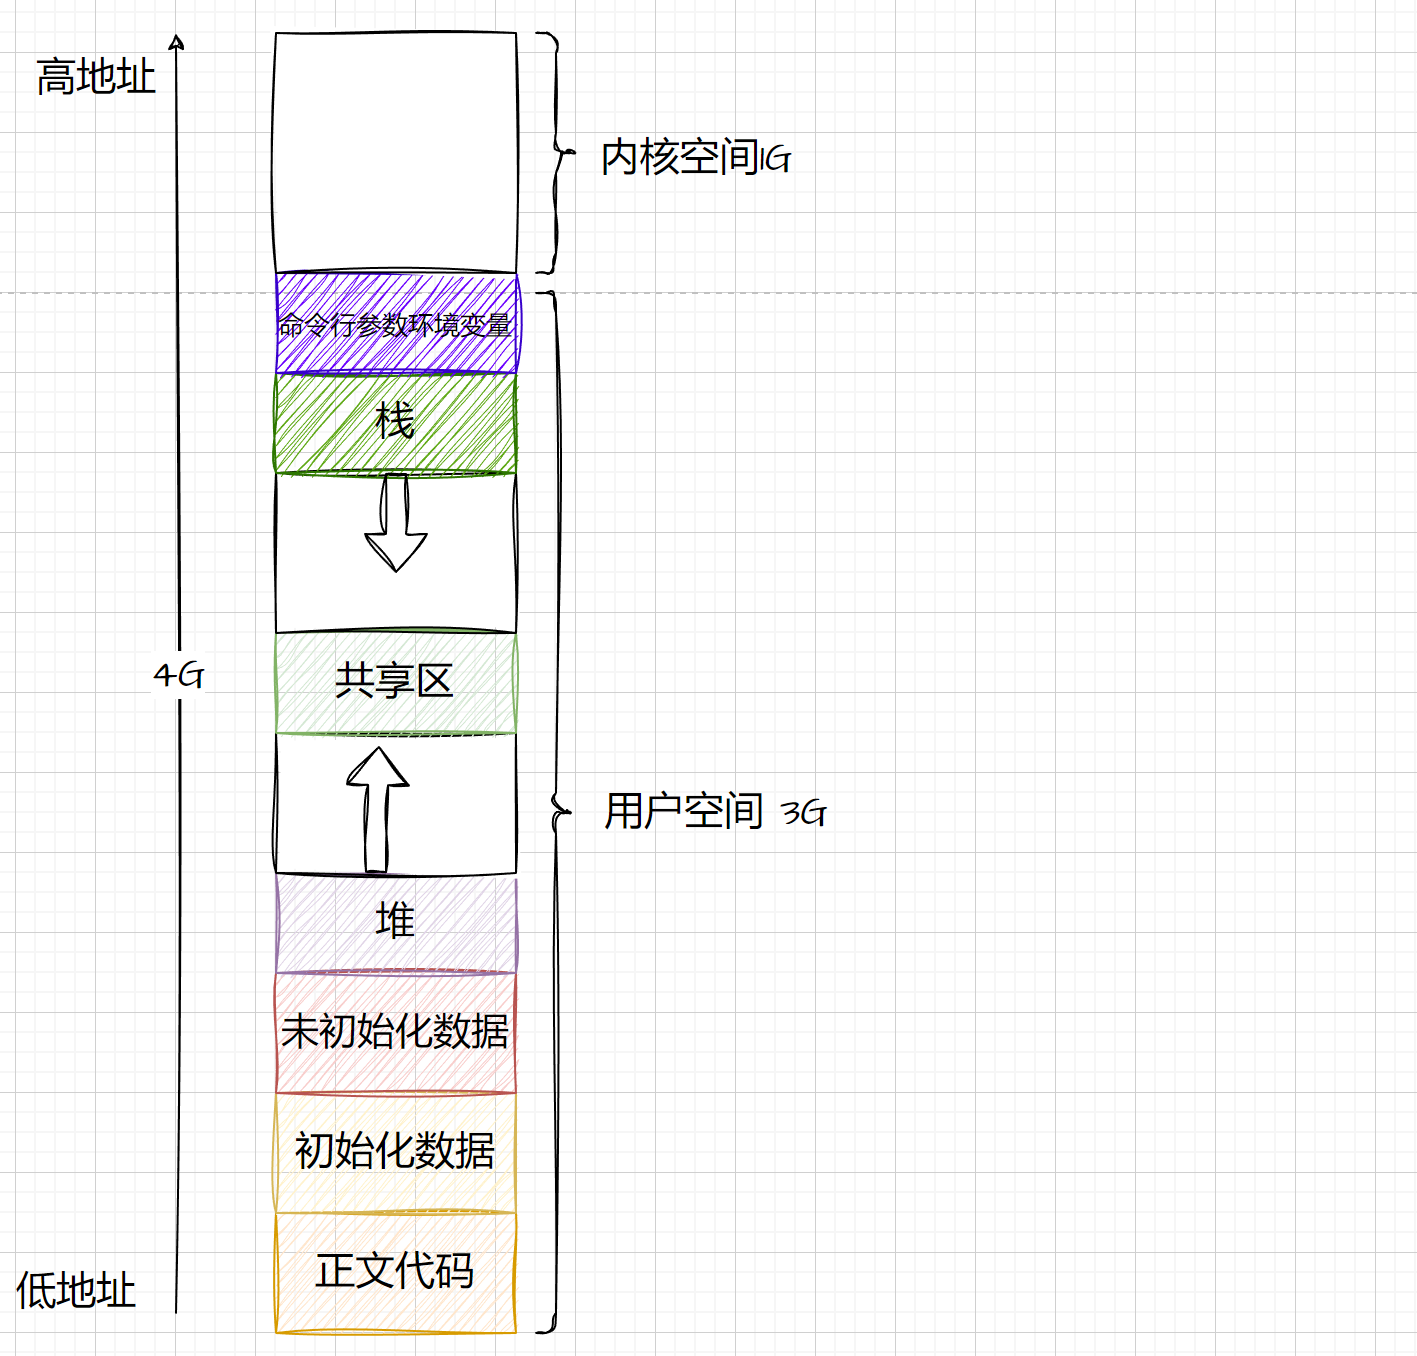 高地址
内核空间1G
命令行参数环境变量
栈
共享区
4G
用户空间 3G
堆
未初始化数据
初始化数据
正文代码
低地址